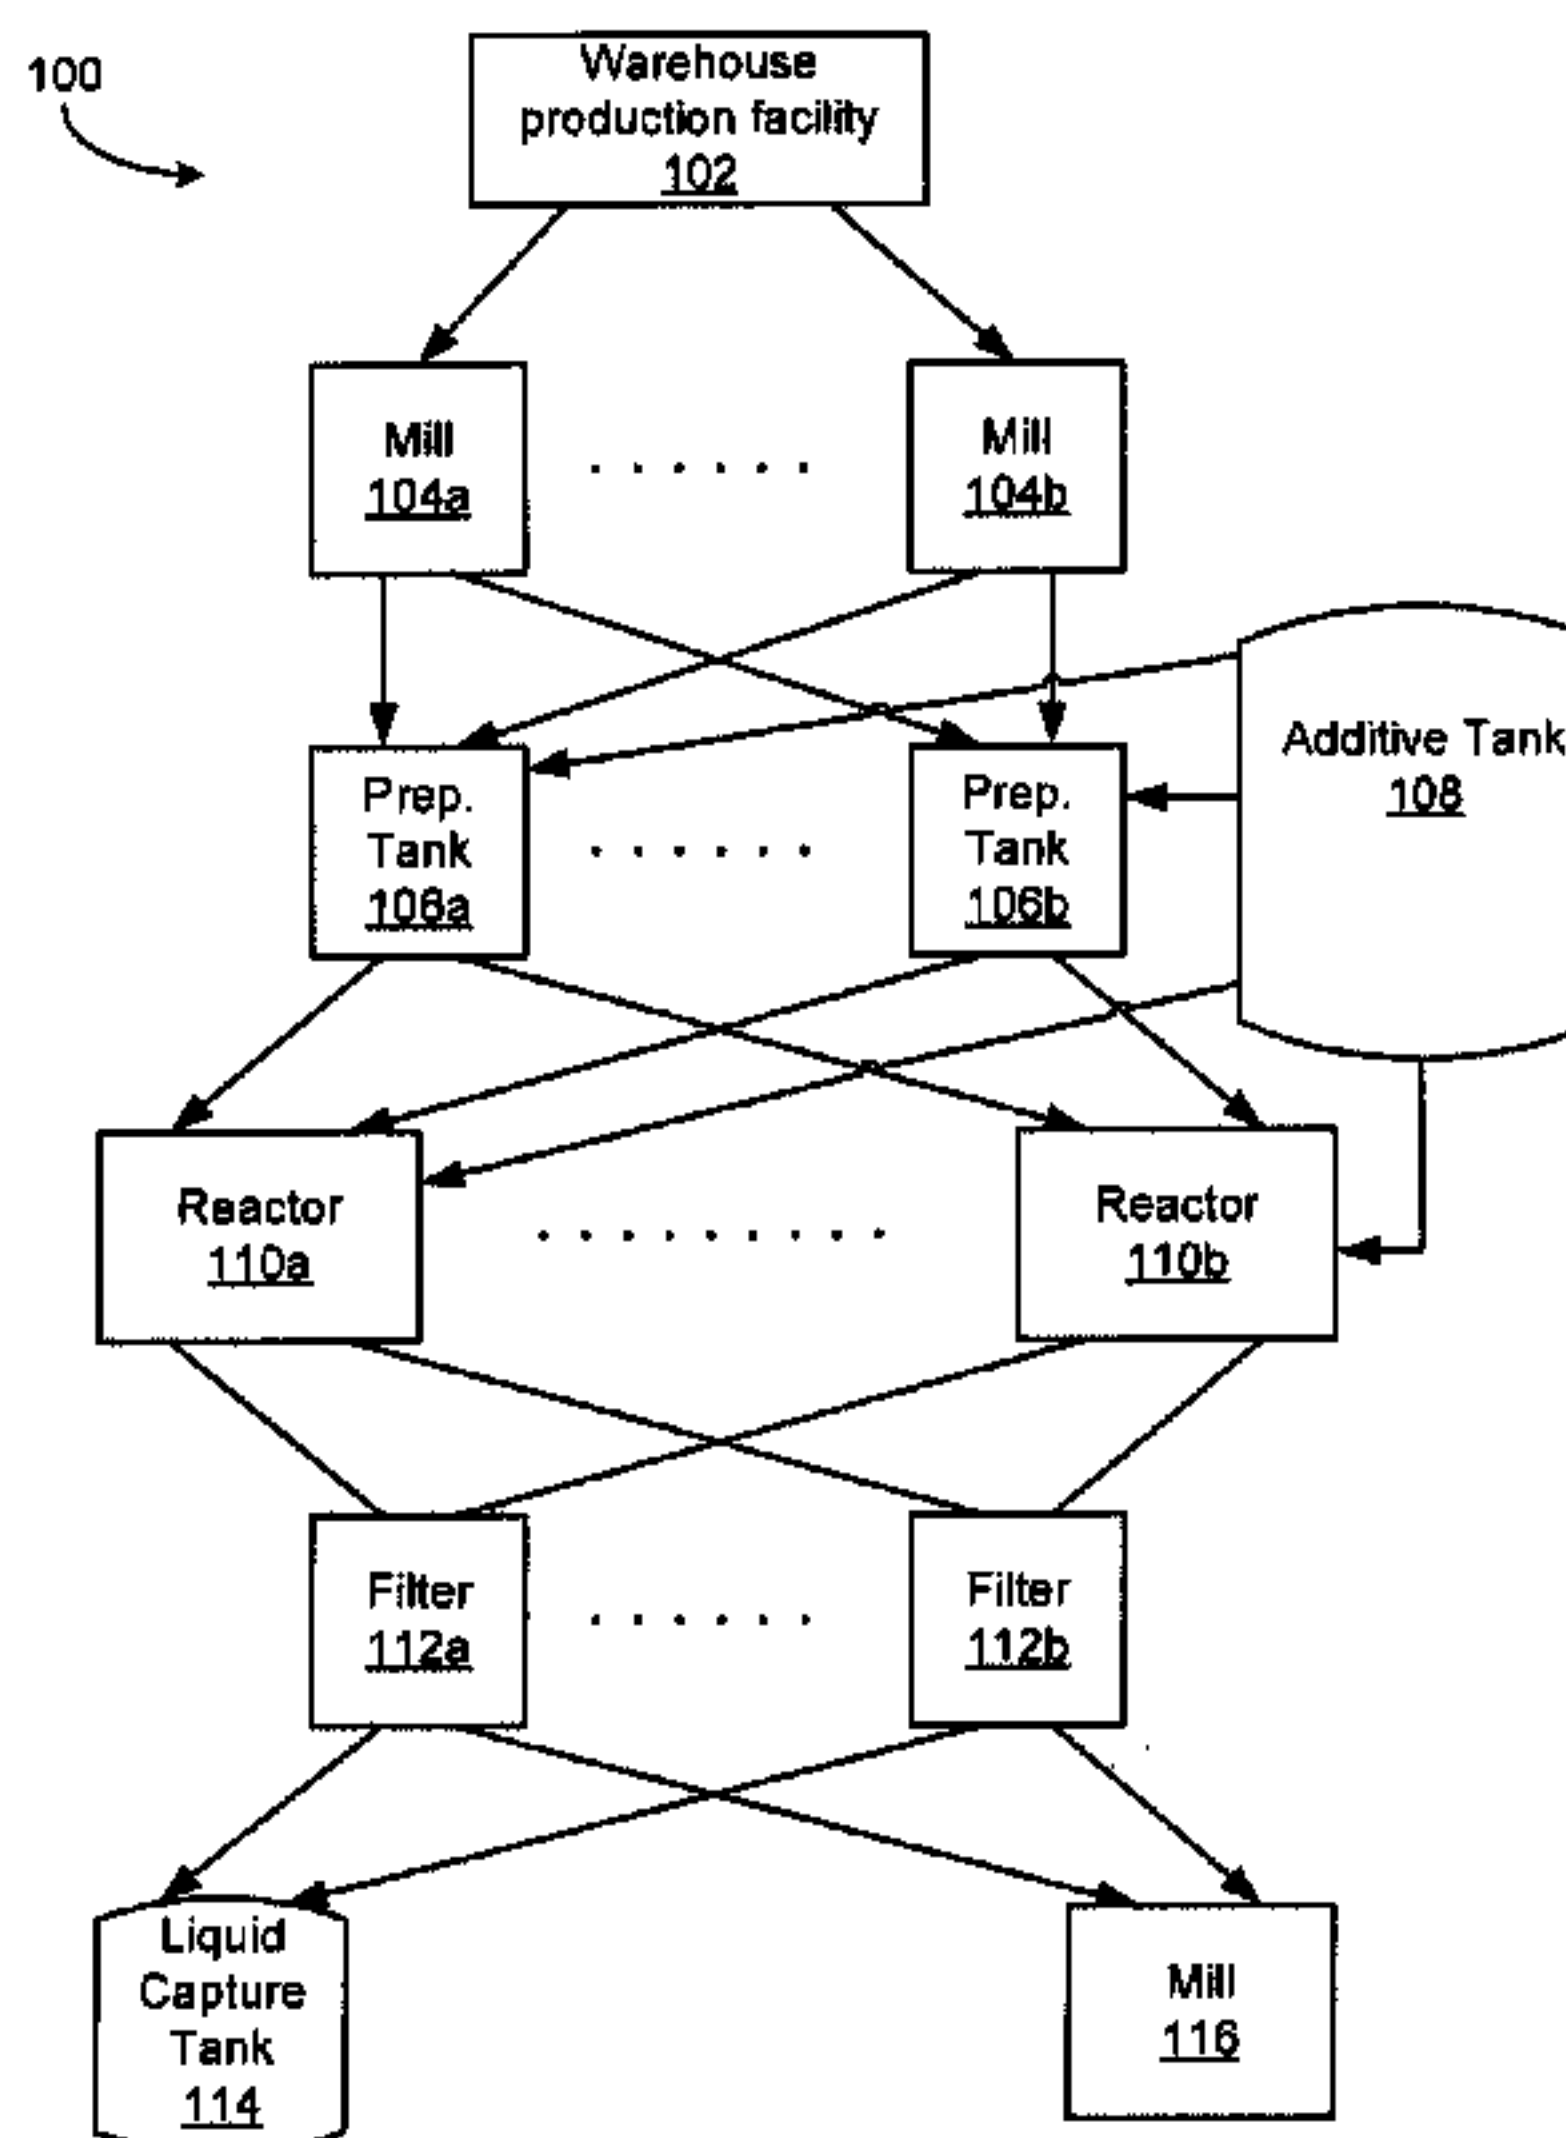 100
Warehouse
production facility
102
Mill
104a
Mill
104b
Additive Tank
108
Prep.
Tank
106a
Prep.
Tank
106b
Reactor
110a
Reactor
110b
Filter
112a
Filter
112b
Liquid
Capture
Tank
114
Mill
116